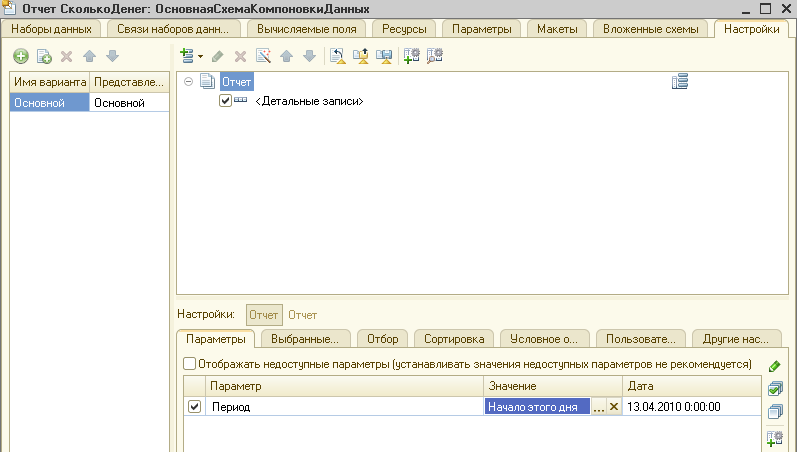 Отчет СколькоДенег: ОсновнаяСхемаКомпоновкиДанных
Наборы данных Связи наборов данн... Вычисляемые поля Ресурсы Параметры Макеты Вложенные схемы Настройки
Имя варианта Представле...
Основной Основной
Отчет
<Детальные записи>
Настройки: Отчет Отчет
Параметры Выбранные... Отбор Сортировка Условное о... Пользовате... Другие нас...
Отображать недоступные параметры (устанавливать значения недоступных параметров не рекомендуется)
Параметр Значение Дата
Период Начало этого дня ... 13.04.2010 0:00:00